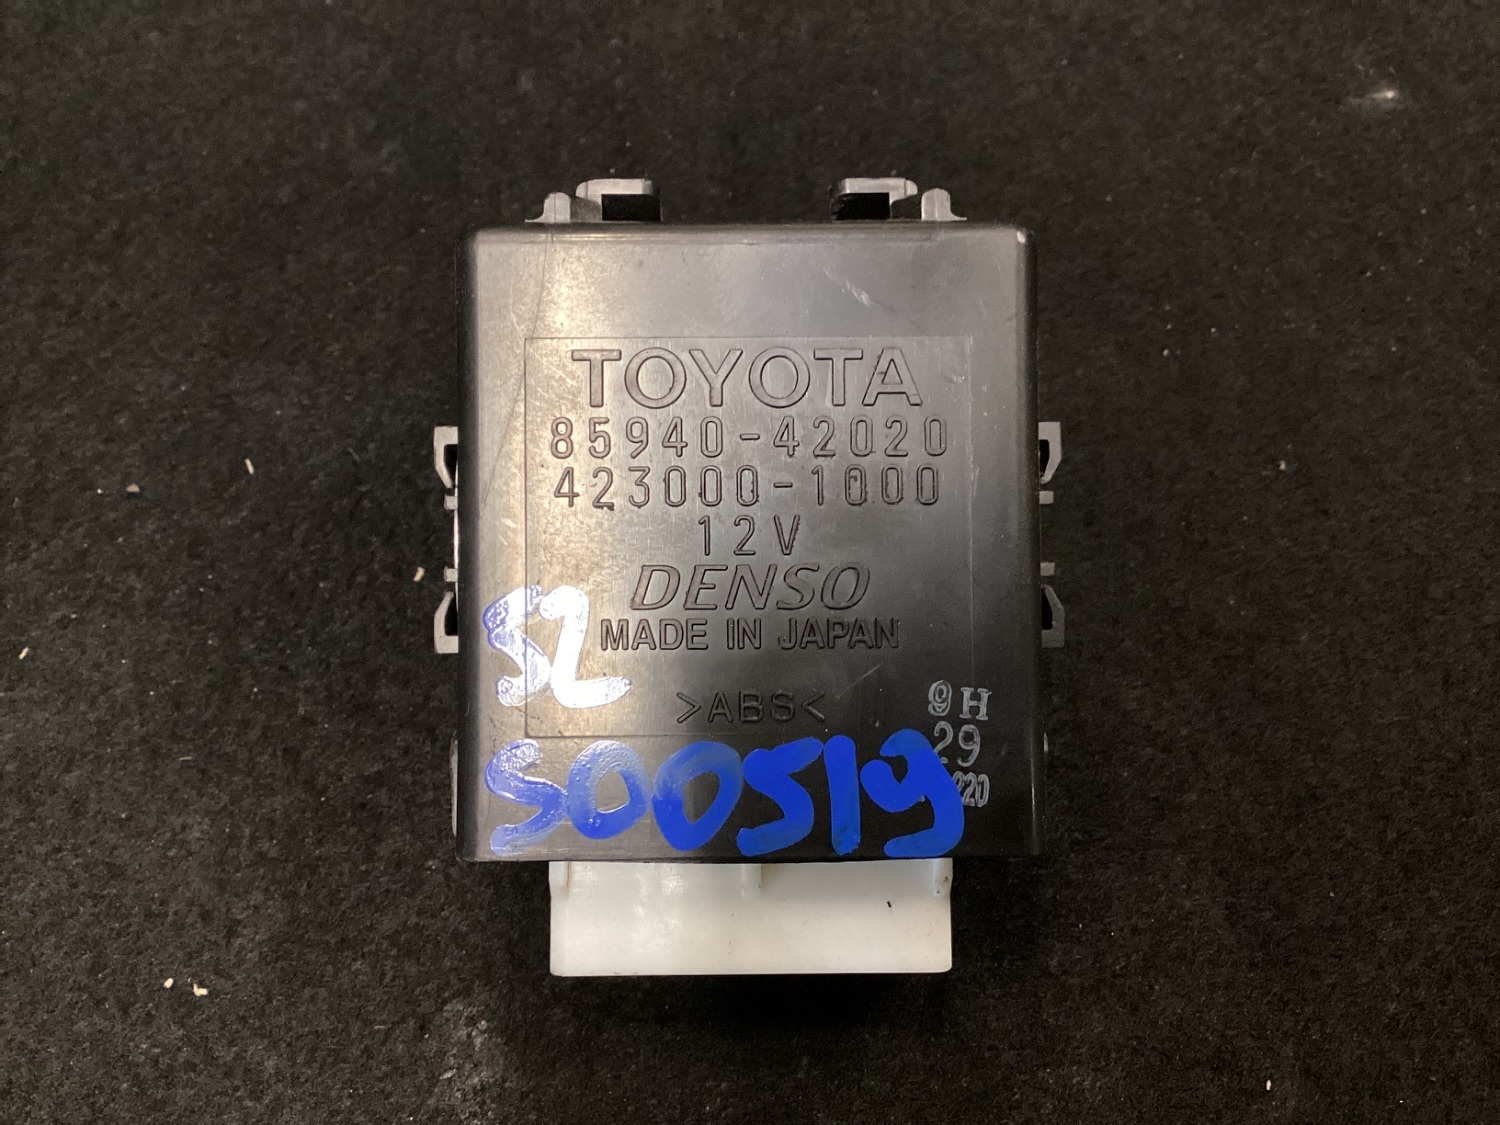 TOYOTA
85940-42020
423000-1000
12V
DENSO
MADE IN JAPAN
>ABS<
52
9H
29
S00519